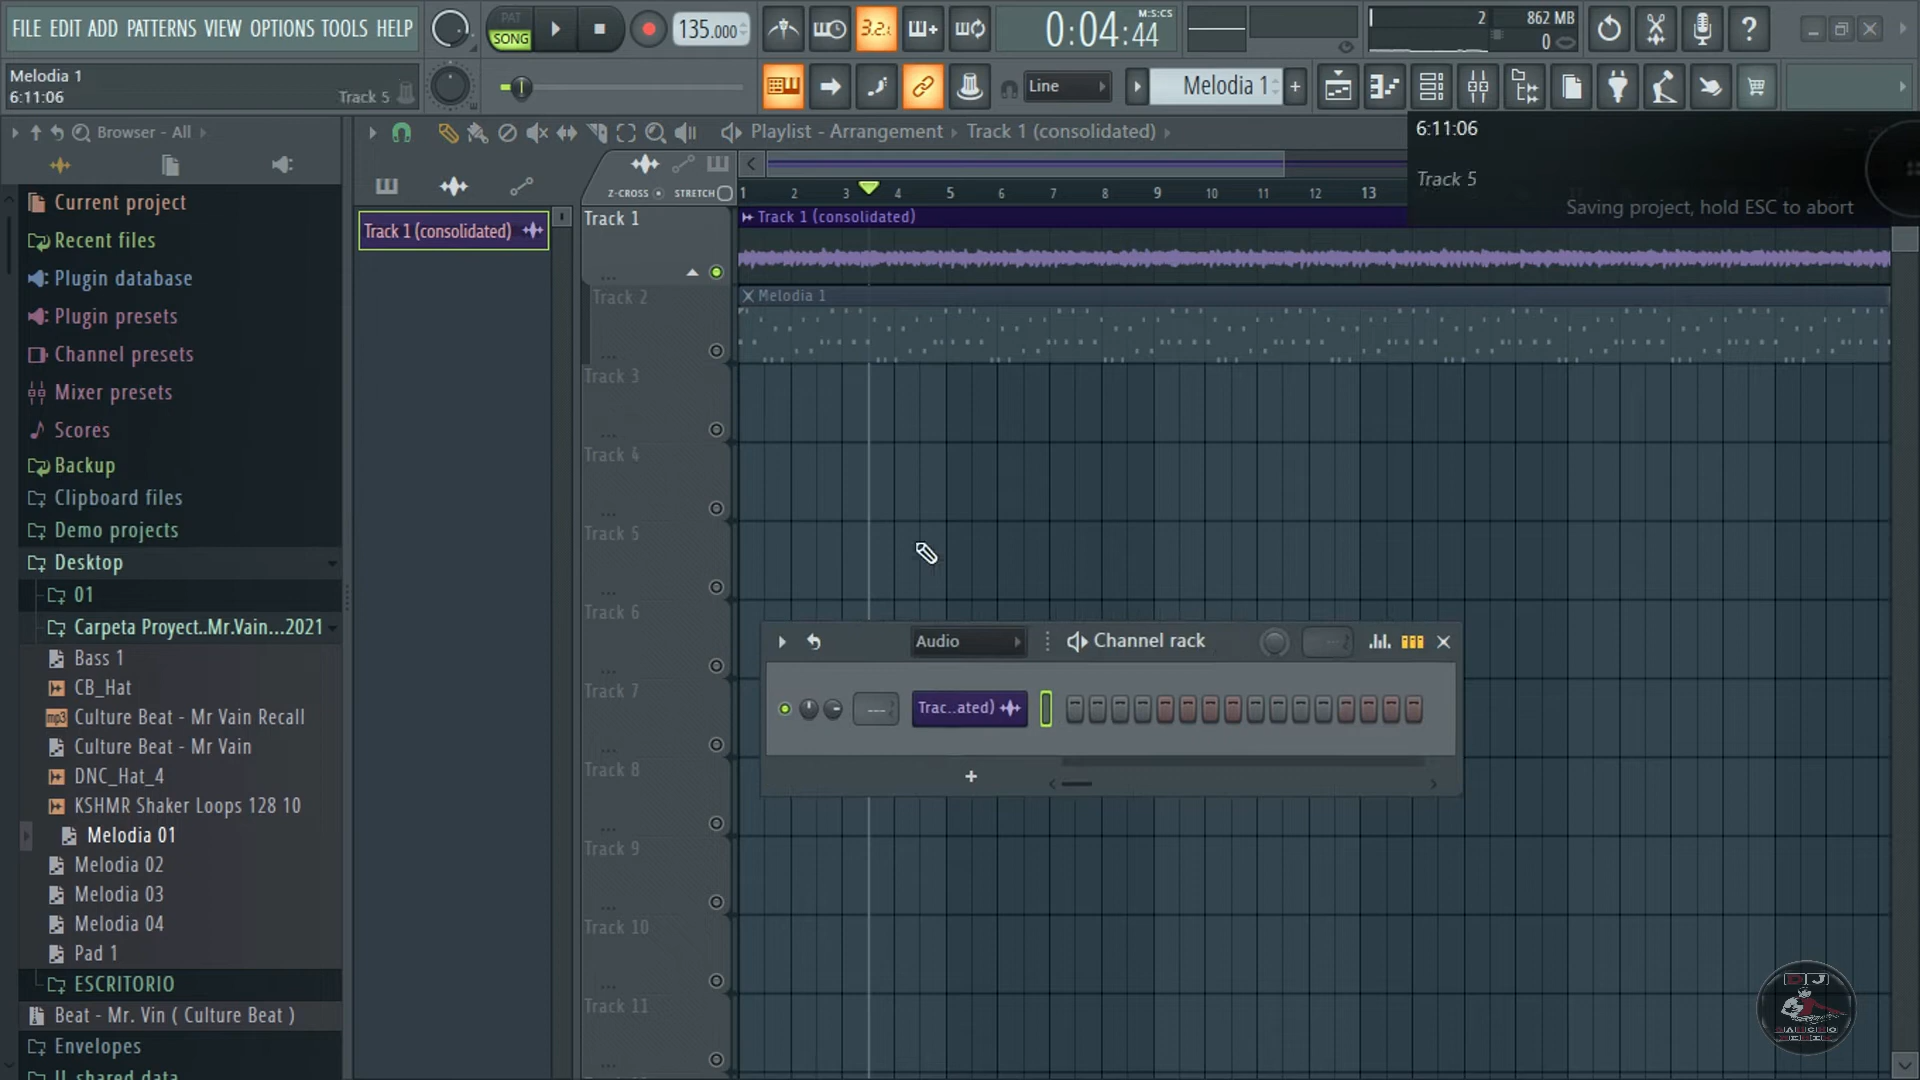 FILE EDIT ADD PATTERNS VIEW OPTIONS TOOLS HELP
PAT
SONG
135.000
3.2.
0:04:44
M:S:CS
2
862 MB
0
Melodia 1
6:11:06
Track 5
Line
Melodia 1
+
Browser - All
Playlist - Arrangement › Track 1 (consolidated) ›
6:11:06
Track 5
Saving project, hold ESC to abort
Z-CROSS
STRETCH
1 2 3 4 5 6 7 8 9 10 11 12 13
Current project
Recent files
Plugin database
Plugin presets
Channel presets
Mixer presets
Scores
Backup
Clipboard files
Demo projects
Desktop
01
Carpeta Proyect..Mr.Vain...2021
Bass 1
CB_Hat
mp3 Culture Beat - Mr Vain Recall
Culture Beat - Mr Vain
DNC_Hat_4
KSHMR Shaker Loops 128 10
Melodia 01
Melodia 02
Melodia 03
Melodia 04
Pad 1
ESCRITORIO
Beat - Mr. Vin ( Culture Beat )
Envelopes
IL shared data
Track 1 (consolidated)
Track 1
Track 1 (consolidated)
Track 2
Melodia 1
Track 3
Track 4
Track 5
Track 6
Track 7
Track 8
Track 9
Track 10
Track 11
Audio
Channel rack
Trac..ated)
+
DJ